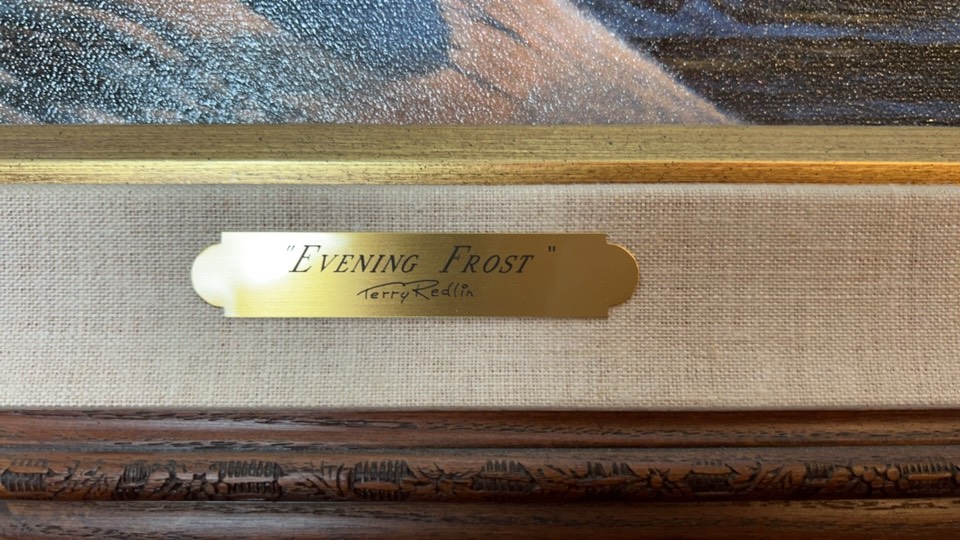 "EVENING FROST"
Terry Redlin